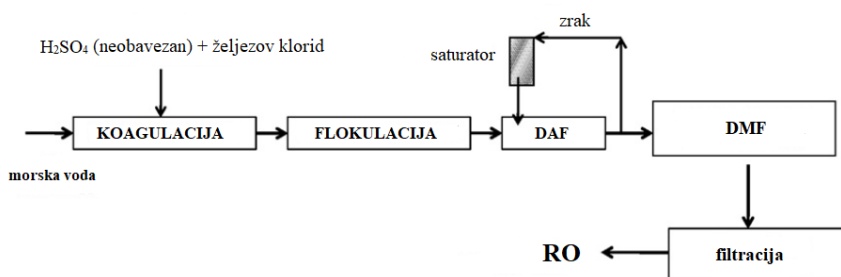 zrak
H₂SO₄ (neobavezan) + željezov klorid
saturator
KOAGULACIJA
FLOKULACIJA
DAF
DMF
morska voda
RO
filtracija